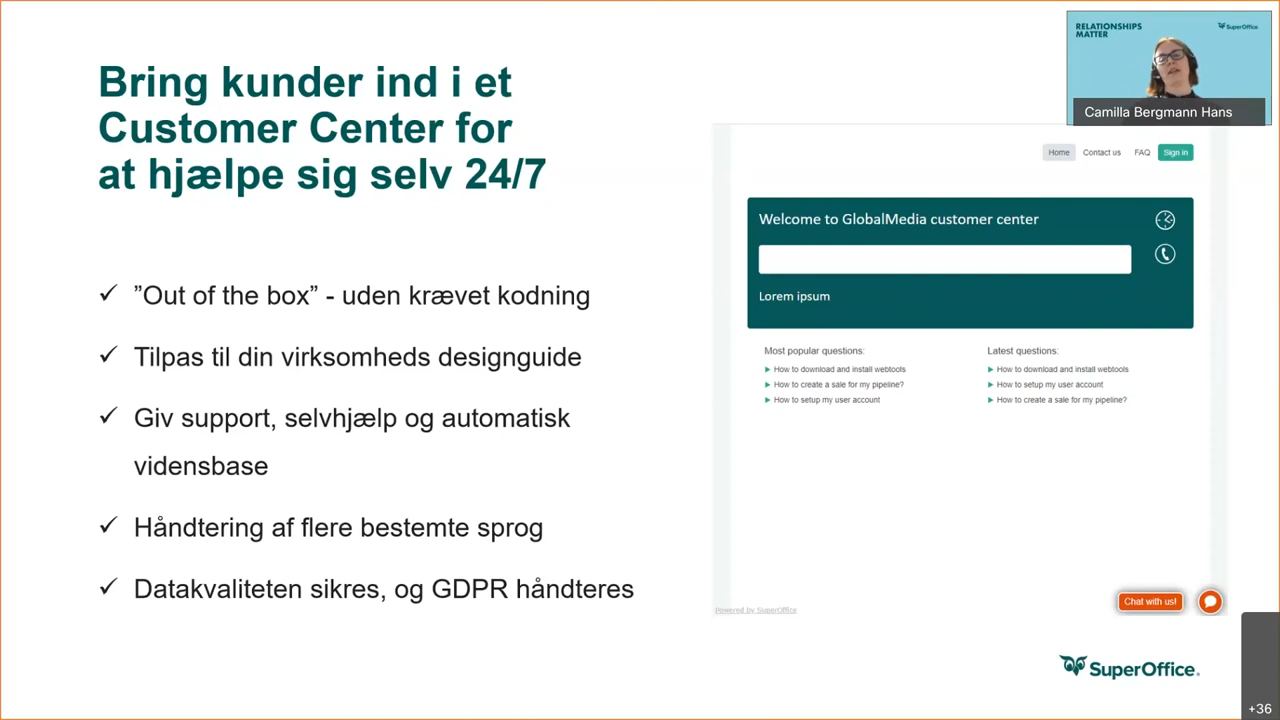 Bring kunder ind i et
Customer Center for
at hjælpe sig selv 24/7
✓ ”Out of the box” - uden krævet kodning
✓ Tilpas til din virksomheds designguide
✓ Giv support, selvhjælp og automatisk
vidensbase
✓ Håndtering af flere bestemte sprog
✓ Datakvaliteten sikres, og GDPR håndteres
RELATIONSHIPS
MATTER
SuperOffice
Camilla Bergmann Hans
Home Contact us FAQ Sign in
Welcome to GlobalMedia customer center
Lorem ipsum
Most popular questions:
How to download and install webtools
How to create a sale for my pipeline?
How to setup my user account
Latest questions:
How to download and install webtools
How to setup my user account
How to create a sale for my pipeline?
Chat with us!
Powered by SuperOffice
SuperOffice.
+36